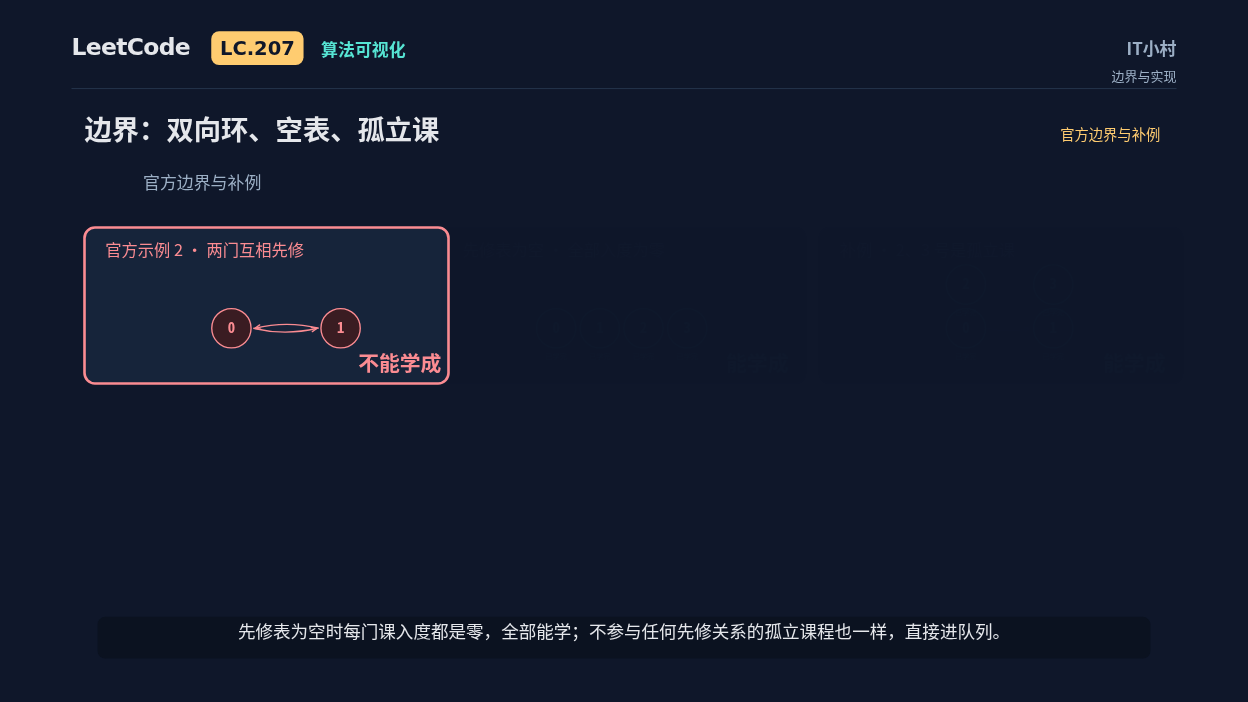 LeetCode LC.207 算法可视化
IT小村
边界与实现
边界：双向环、空表、孤立课
官方边界与补例
官方边界与补例
官方示例 2 · 两门互相先修
0 1
不能学成
先修表为空时每门课入度都是零，全部能学；不参与任何先修关系的孤立课程也一样，直接进队列。